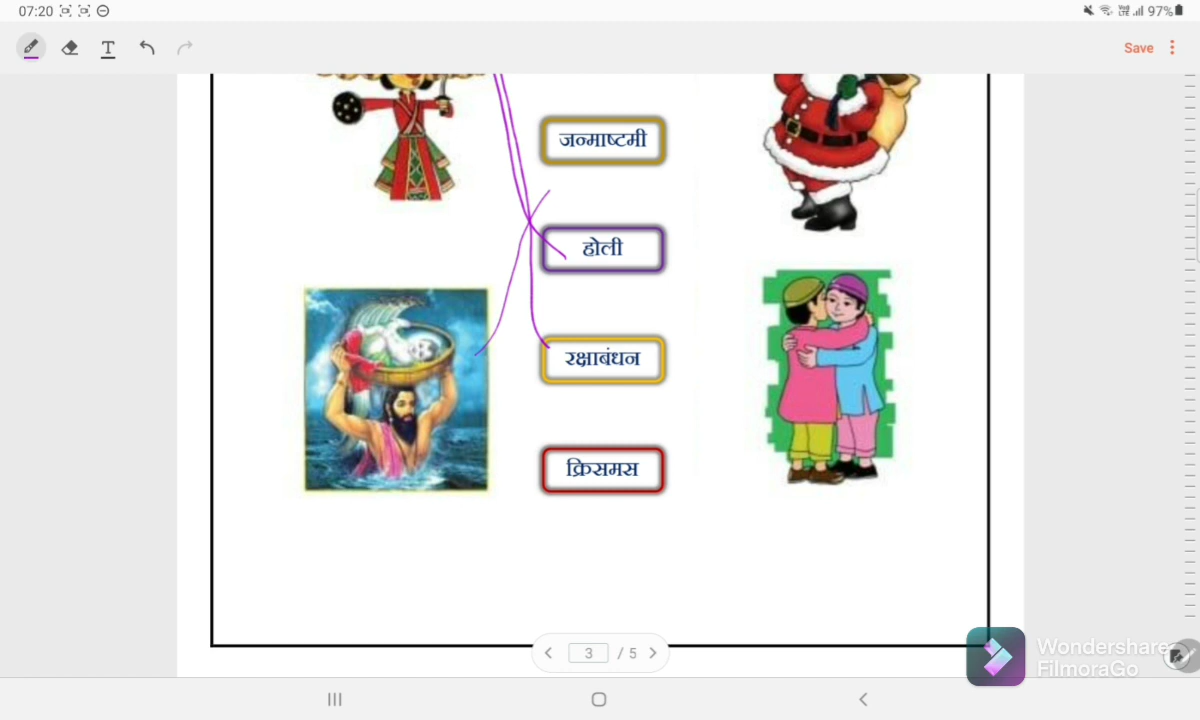 07:20
97%
T
Save
जन्माष्टमी
होली
रक्षाबंधन
क्रिसमस
3 / 5
Wondershare
FilmoraGo